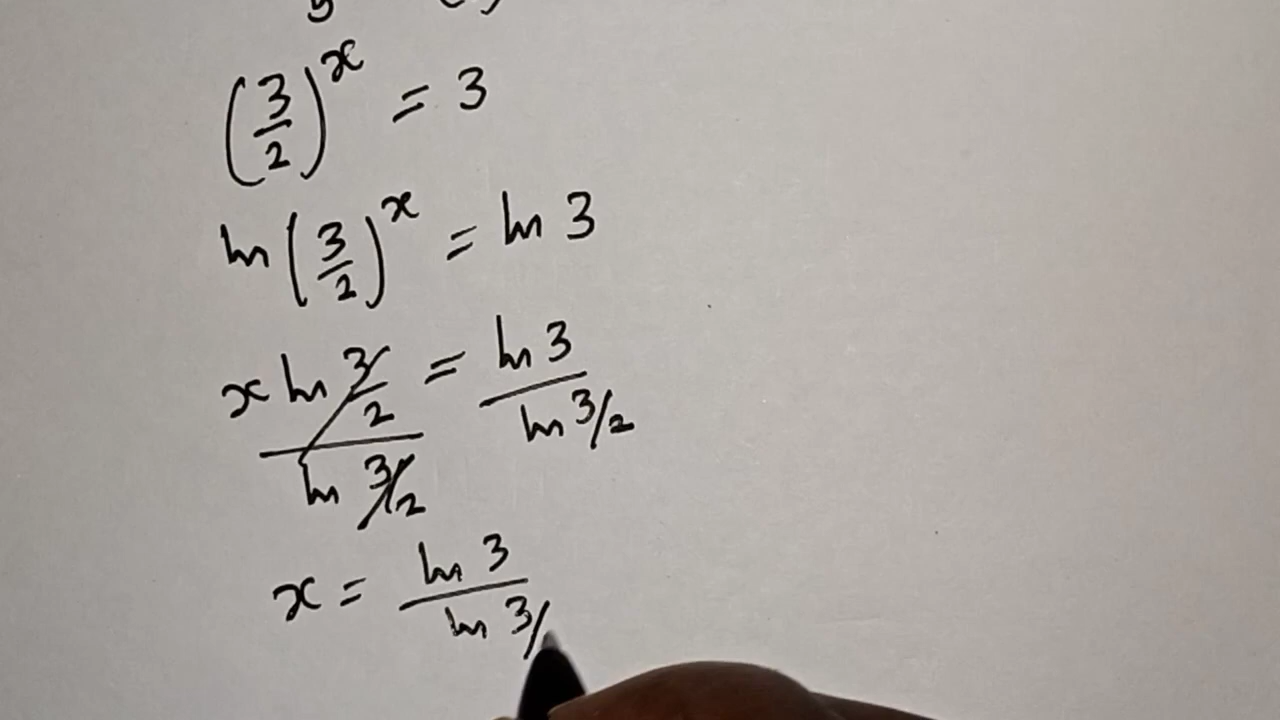 (3/2)^x = 3
ln (3/2)^x = ln 3
x ln 3/2 / ln 3/2 = ln 3 / ln 3/2
x = ln 3 / ln 3/